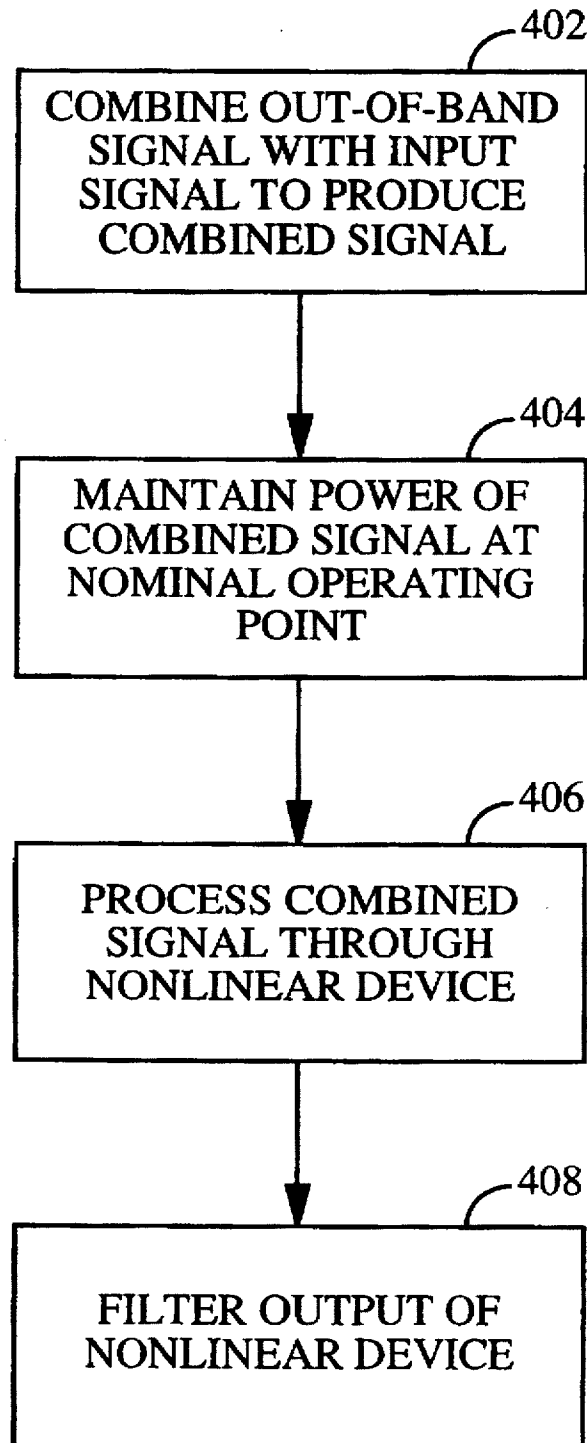 402
COMBINE OUT-OF-BAND
SIGNAL WITH INPUT
SIGNAL TO PRODUCE
COMBINED SIGNAL
404
MAINTAIN POWER OF
COMBINED SIGNAL AT
NOMINAL OPERATING
POINT
406
PROCESS COMBINED
SIGNAL THROUGH
NONLINEAR DEVICE
408
FILTER OUTPUT OF
NONLINEAR DEVICE